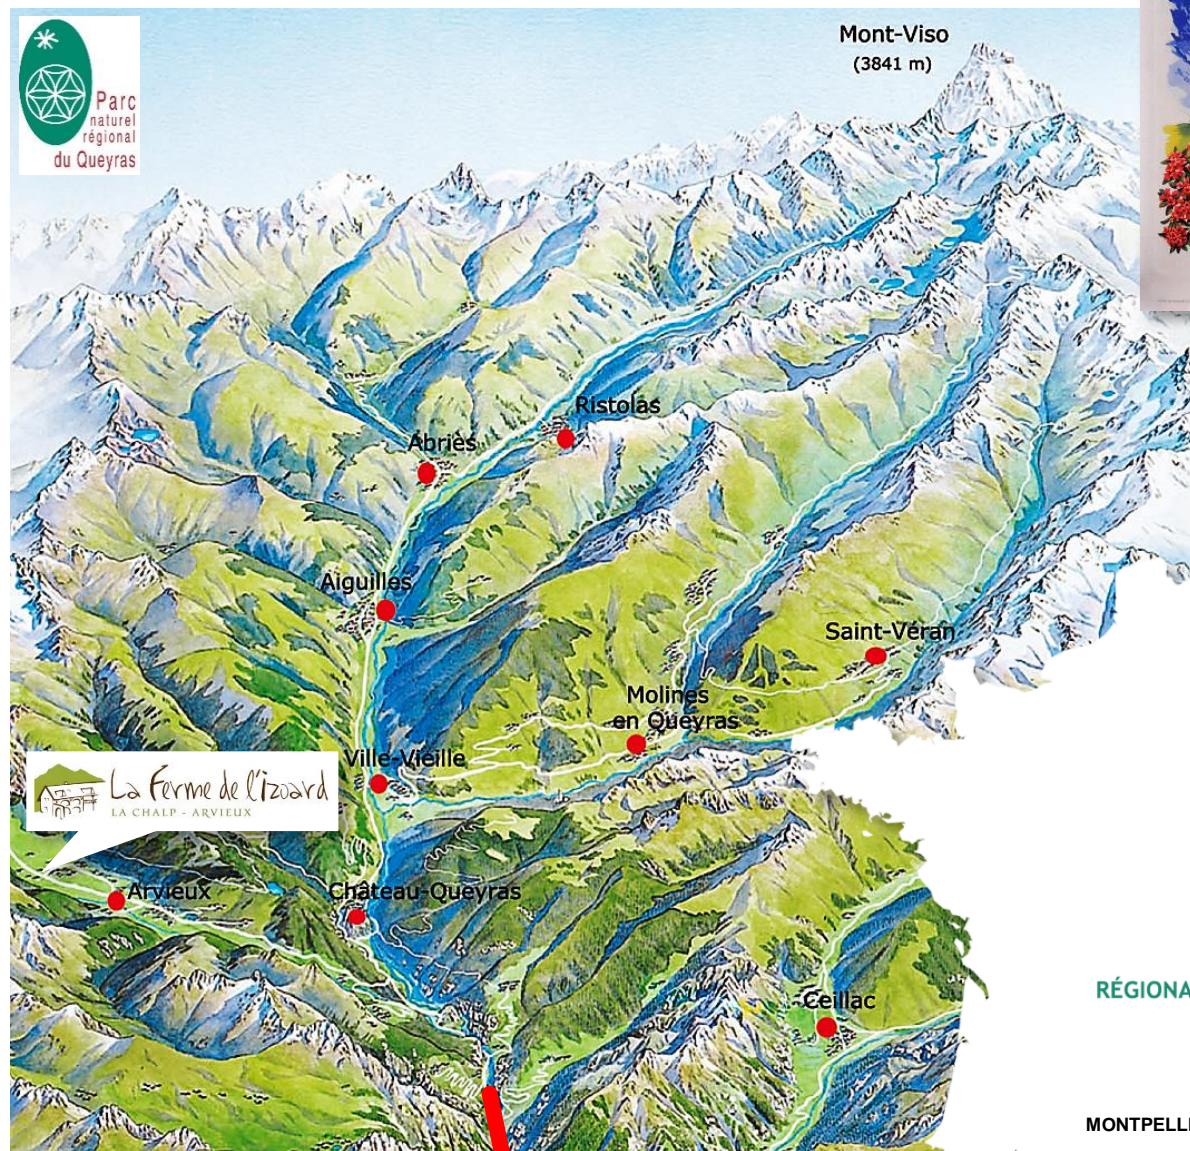 Mont-Viso
(3841 m)
Parc
naturel
régional
du Queyras
Ristolas
Abriès
Aiguilles
Saint-Véran
Molines
en Queyras
Ville-Vieille
La Ferme de l'izoard
LA CHALP - ARVIEUX
Arvieux
Château-Queyras
RÉGIONA
Ceillac
MONTPELLI